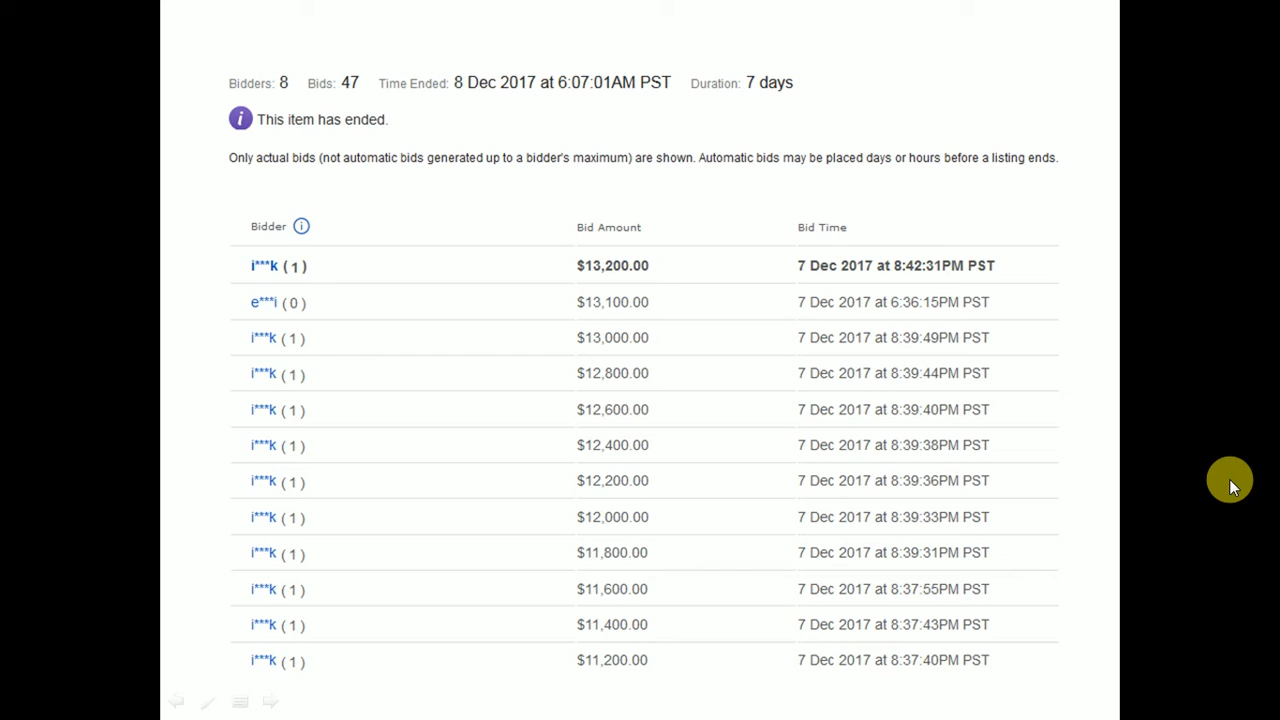 Bidders: 8 Bids: 47 Time Ended: 8 Dec 2017 at 6:07:01AM PST Duration: 7 days
i This item has ended.
Only actual bids (not automatic bids generated up to a bidder's maximum) are shown. Automatic bids may be placed days or hours before a listing ends.
Bidder i Bid Amount Bid Time
i***k ( 1 ) $13,200.00 7 Dec 2017 at 8:42:31PM PST
e***i ( 0 ) $13,100.00 7 Dec 2017 at 6:36:15PM PST
i***k ( 1 ) $13,000.00 7 Dec 2017 at 8:39:49PM PST
i***k ( 1 ) $12,800.00 7 Dec 2017 at 8:39:44PM PST
i***k ( 1 ) $12,600.00 7 Dec 2017 at 8:39:40PM PST
i***k ( 1 ) $12,400.00 7 Dec 2017 at 8:39:38PM PST
i***k ( 1 ) $12,200.00 7 Dec 2017 at 8:39:36PM PST
i***k ( 1 ) $12,000.00 7 Dec 2017 at 8:39:33PM PST
i***k ( 1 ) $11,800.00 7 Dec 2017 at 8:39:31PM PST
i***k ( 1 ) $11,600.00 7 Dec 2017 at 8:37:55PM PST
i***k ( 1 ) $11,400.00 7 Dec 2017 at 8:37:43PM PST
i***k ( 1 ) $11,200.00 7 Dec 2017 at 8:37:40PM PST